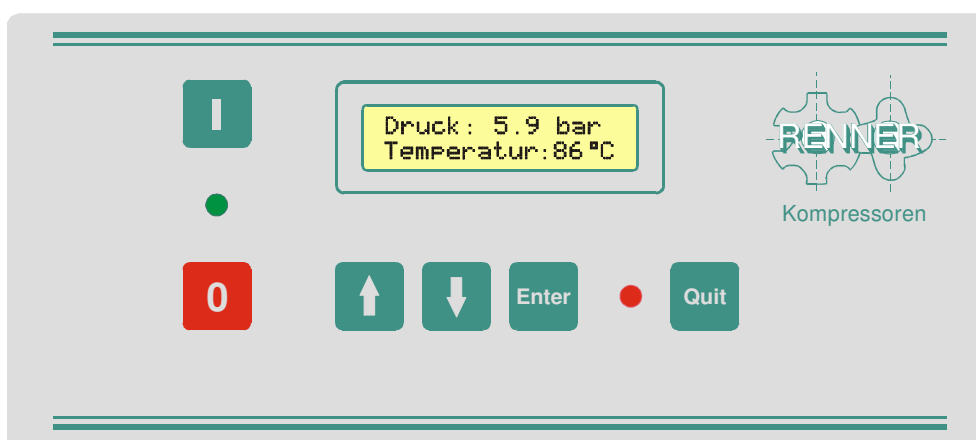 I
Druck: 5.9 bar
Temperatur:86°C
RENNER
Kompressoren
0
Enter
Quit